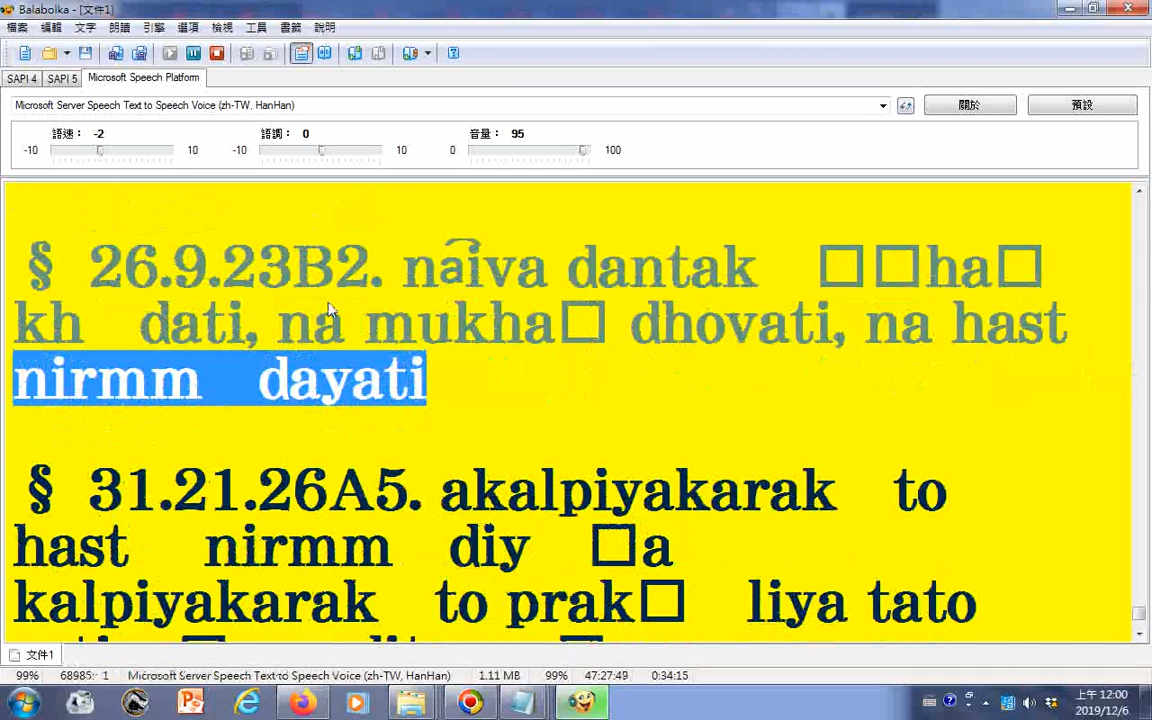 Balabolka - [文件1]
檔案 編輯 文字 朗讀 引擎 選項 檢視 工具 書籤 說明
SAPI 4 SAPI 5 Microsoft Speech Platform
Microsoft Server Speech Text to Speech Voice (zh-TW, HanHan) 關於 預設
語速： -2 語調： 0 音量： 95
-10 10 -10 10 0 100
§ 26.9.23B2. naiva dantak □□ha□
kh dati, na mukha□ dhovati, na hast
nirmm dayati
§ 31.21.26A5. akalpiyakarak to
hast nirmm diy □a
kalpiyakarak to prak□ liya tato
文件1
99% 68985: 1 Microsoft Server Speech Text to Speech Voice (zh-TW, HanHan) 1.11 MB 99% 47:27:49 0:34:15
上午 12:00
2019/12/6